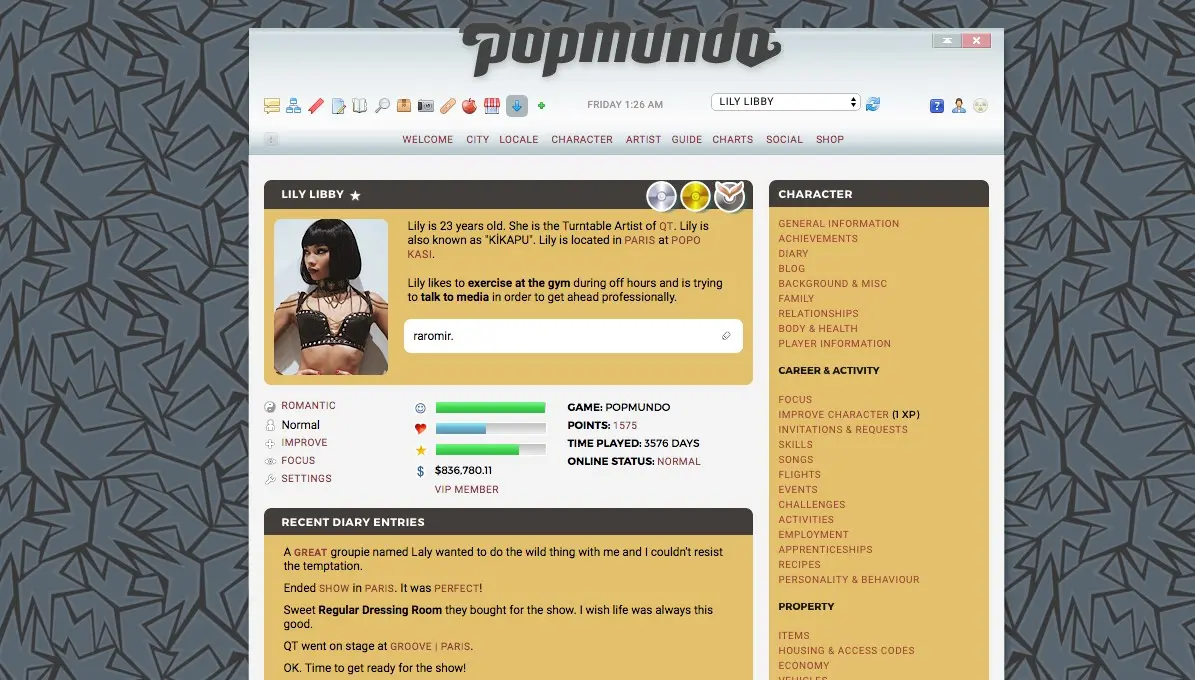 popmundo
FRIDAY 1:26 AM
LILY LIBBY
WELCOME CITY LOCALE CHARACTER ARTIST GUIDE CHARTS SOCIAL SHOP
LILY LIBBY
Lily is 23 years old. She is the Turntable Artist of QT. Lily is
also known as "KİKAPU". Lily is located in PARIS at POPO
KASI.
Lily likes to exercise at the gym during off hours and is trying
to talk to media in order to get ahead professionally.
raromir.
ROMANTIC
Normal
IMPROVE
FOCUS
SETTINGS
$ $836,780.11
VIP MEMBER
GAME: POPMUNDO
POINTS: 1575
TIME PLAYED: 3576 DAYS
ONLINE STATUS: NORMAL
RECENT DIARY ENTRIES
A GREAT groupie named Laly wanted to do the wild thing with me and I couldn't resist
the temptation.
Ended SHOW in PARIS. It was PERFECT!
Sweet Regular Dressing Room they bought for the show. I wish life was always this
good.
QT went on stage at GROOVE | PARIS.
OK. Time to get ready for the show!
CHARACTER
GENERAL INFORMATION
ACHIEVEMENTS
DIARY
BLOG
BACKGROUND & MISC
FAMILY
RELATIONSHIPS
BODY & HEALTH
PLAYER INFORMATION
CAREER & ACTIVITY
FOCUS
IMPROVE CHARACTER (1 XP)
INVITATIONS & REQUESTS
SKILLS
SONGS
FLIGHTS
EVENTS
CHALLENGES
ACTIVITIES
EMPLOYMENT
APPRENTICESHIPS
RECIPES
PERSONALITY & BEHAVIOUR
PROPERTY
ITEMS
HOUSING & ACCESS CODES
ECONOMY
VEHICLES